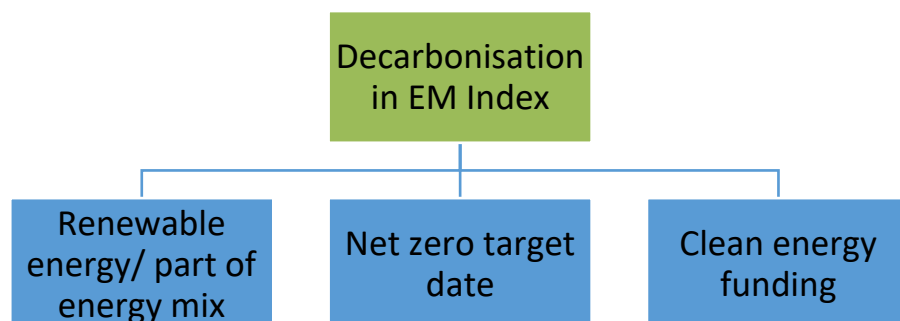 Decarbonisation
in EM Index
Renewable
energy/ part of
energy mix
Net zero target
date
Clean energy
funding